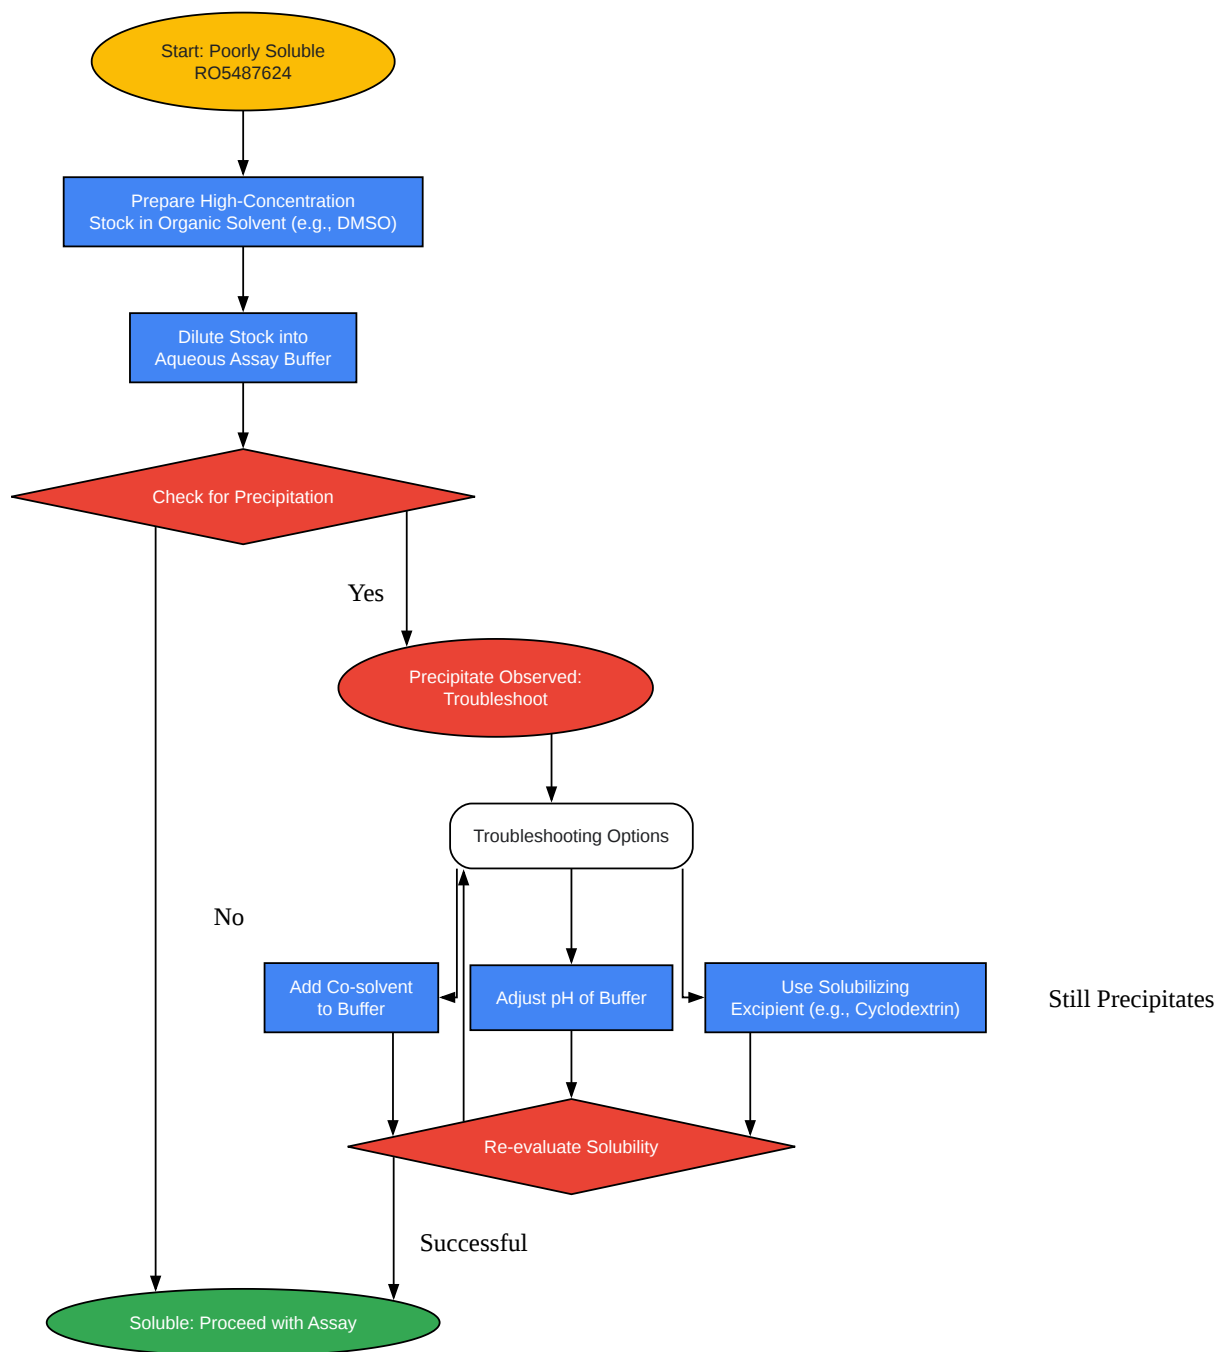 Start: Poorly Soluble
RO5487624
Prepare High-Concentration
Stock in Organic Solvent (e.g., DMSO)
Dilute Stock into
Aqueous Assay Buffer
Check for Precipitation
Yes
Precipitate Observed:
Troubleshoot
Troubleshooting Options
No
Add Co-solvent
to Buffer
Adjust pH of Buffer
Use Solubilizing
Excipient (e.g., Cyclodextrin)
Still Precipitates
Re-evaluate Solubility
Successful
Soluble: Proceed with Assay